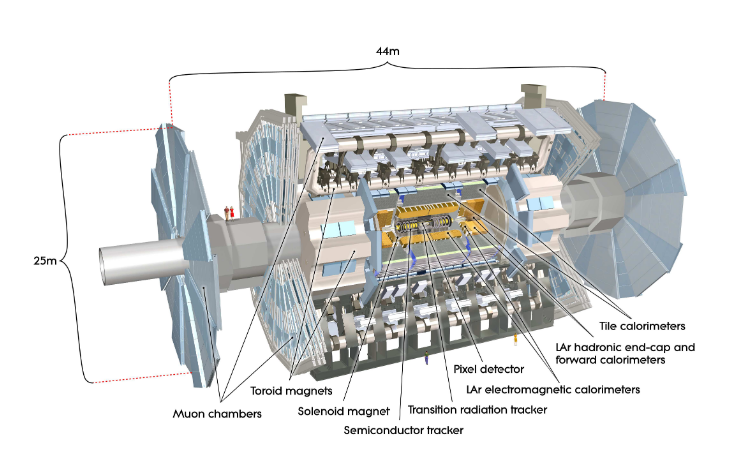 44m
25m
Tile calorimeters
LAr hadronic end-cap and
forward calorimeters
Pixel detector
LAr electromagnetic calorimeters
Toroid magnets
Muon chambers
Solenoid magnet
Transition radiation tracker
Semiconductor tracker